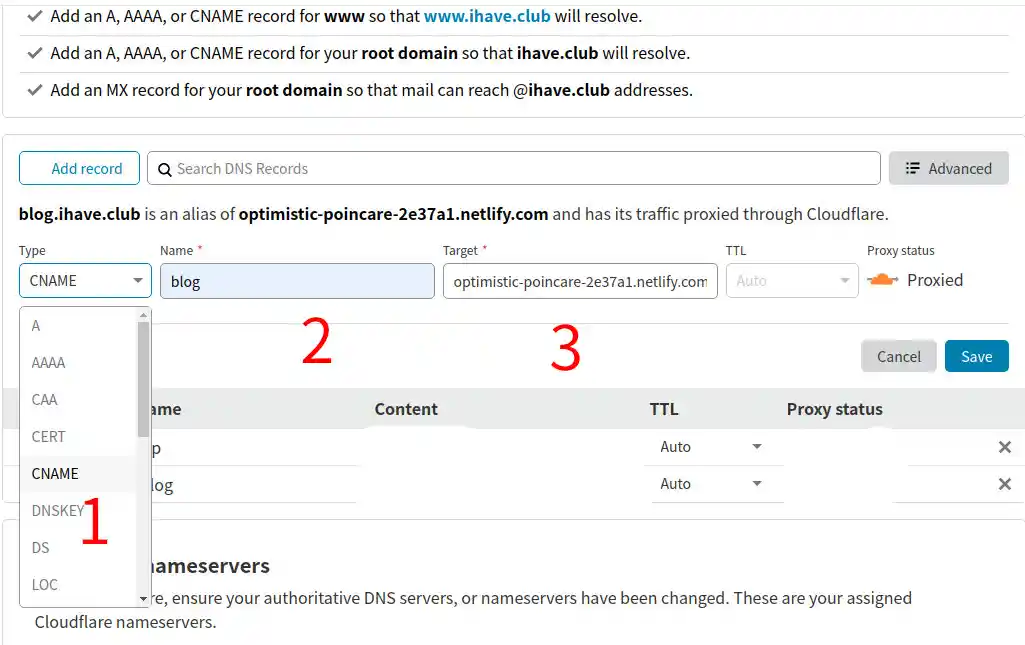 Add an A, AAAA, or CNAME record for www so that www.ihave.club will resolve.
Add an A, AAAA, or CNAME record for your root domain so that ihave.club will resolve.
Add an MX record for your root domain so that mail can reach @ihave.club addresses.
Add record
Search DNS Records
Advanced
blog.ihave.club is an alias of optimistic-poincare-2e37a1.netlify.com and has its traffic proxied through Cloudflare.
Type Name * Target * TTL Proxy status
CNAME blog optimistic-poincare-2e37a1.netlify.com Auto Proxied
A
AAAA
CAA
CERT
CNAME
DNSKEY
DS
LOC
1
2
3
Cancel Save
ame Content TTL Proxy status
p Auto
log Auto
nameservers
re, ensure your authoritative DNS servers, or nameservers have been changed. These are your assigned
Cloudflare nameservers.